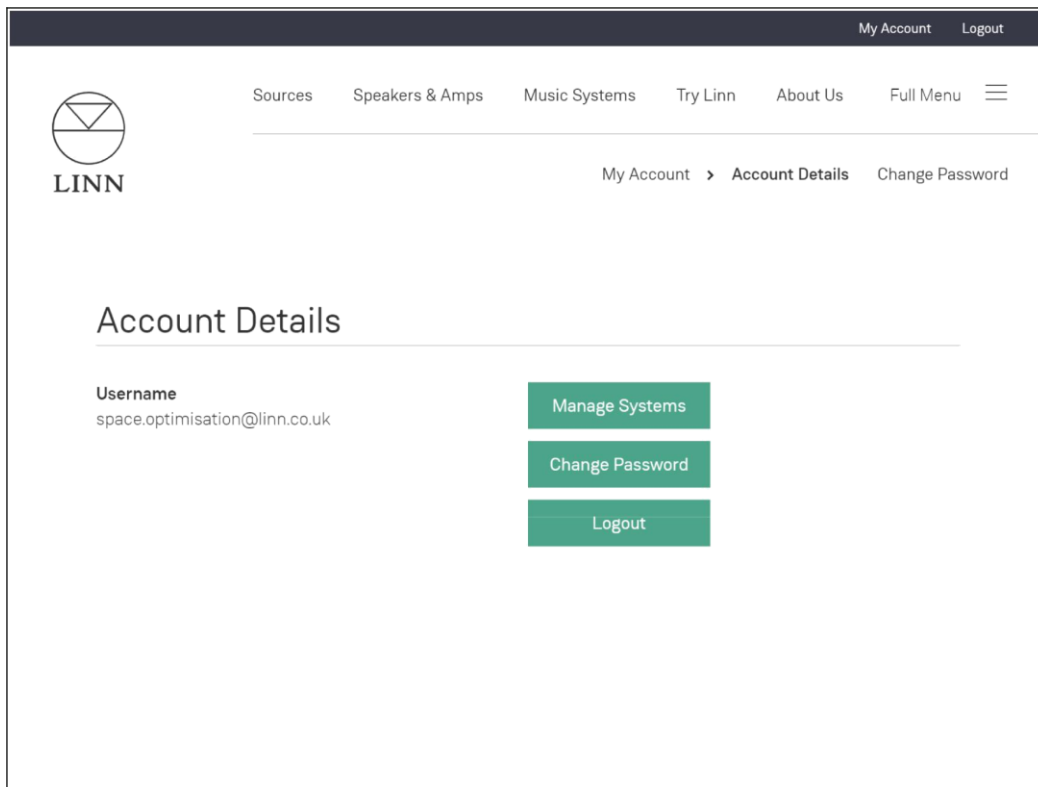 My Account Logout
Sources Speakers & Amps Music Systems Try Linn About Us Full Menu
LINN
My Account > Account Details Change Password
Account Details
Username
space.optimisation@linn.co.uk
Manage Systems
Change Password
Logout